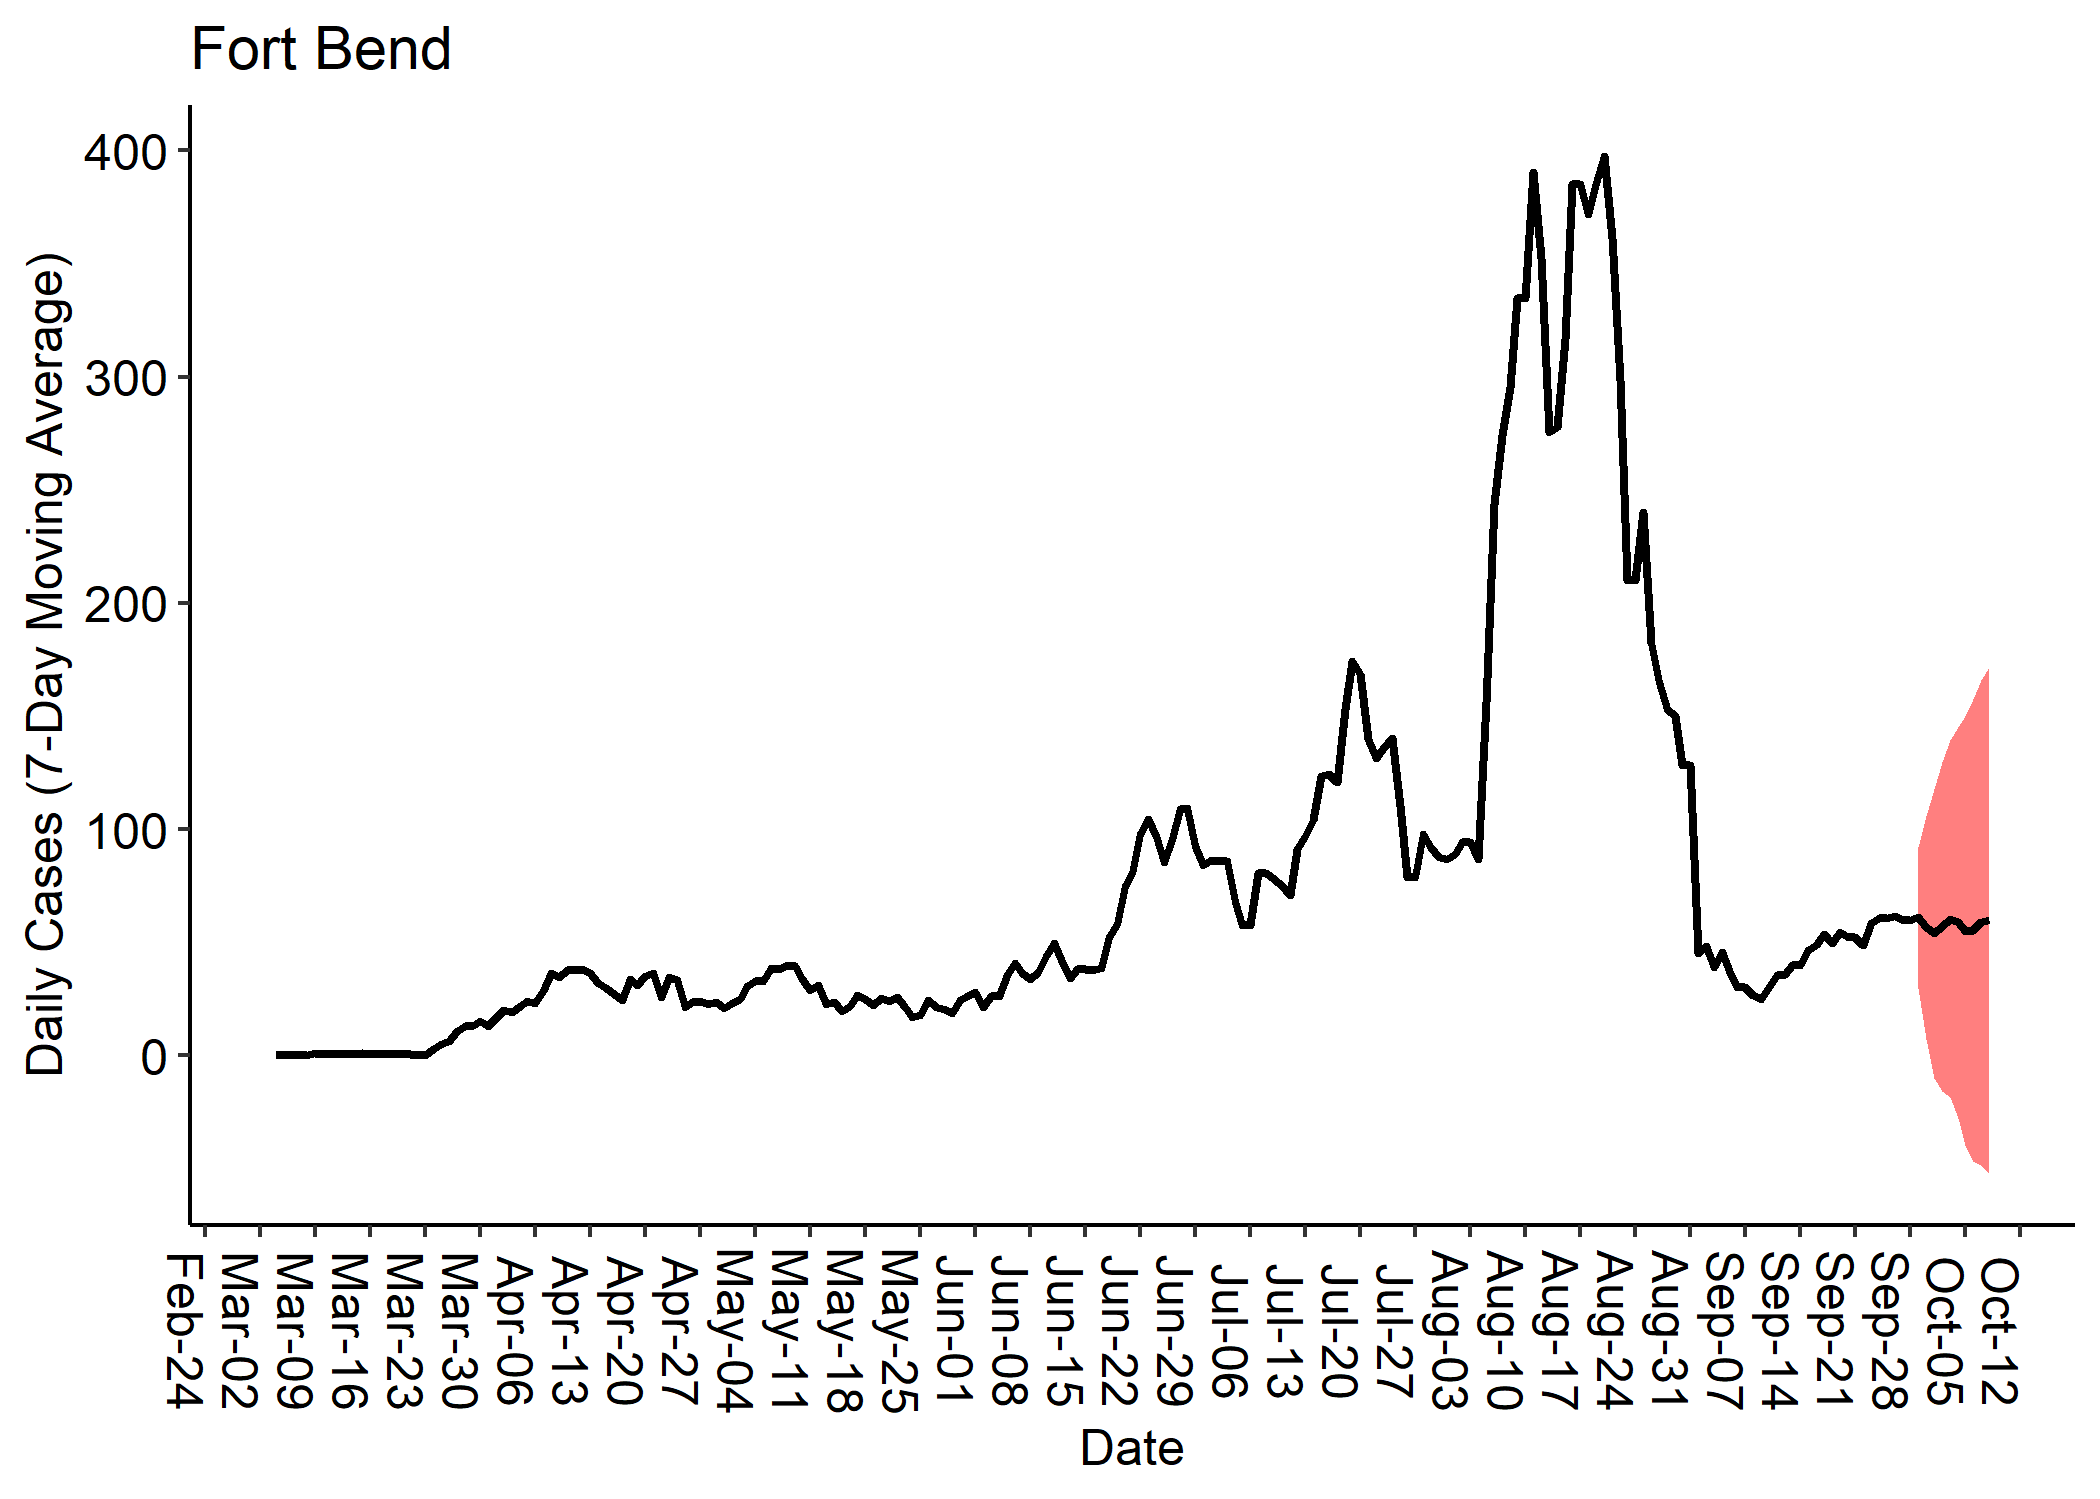 Fort Bend
Daily Cases (7-Day Moving Average)
400
300
200
100
0
Feb-24
Mar-02
Mar-09
Mar-16
Mar-23
Mar-30
Apr-06
Apr-13
Apr-20
Apr-27
May-04
May-11
May-18
May-25
Jun-01
Jun-08
Jun-15
Jun-22
Jun-29
Jul-06
Jul-13
Jul-20
Jul-27
Aug-03
Aug-10
Aug-17
Aug-24
Aug-31
Sep-07
Sep-14
Sep-21
Sep-28
Oct-05
Oct-12
Date